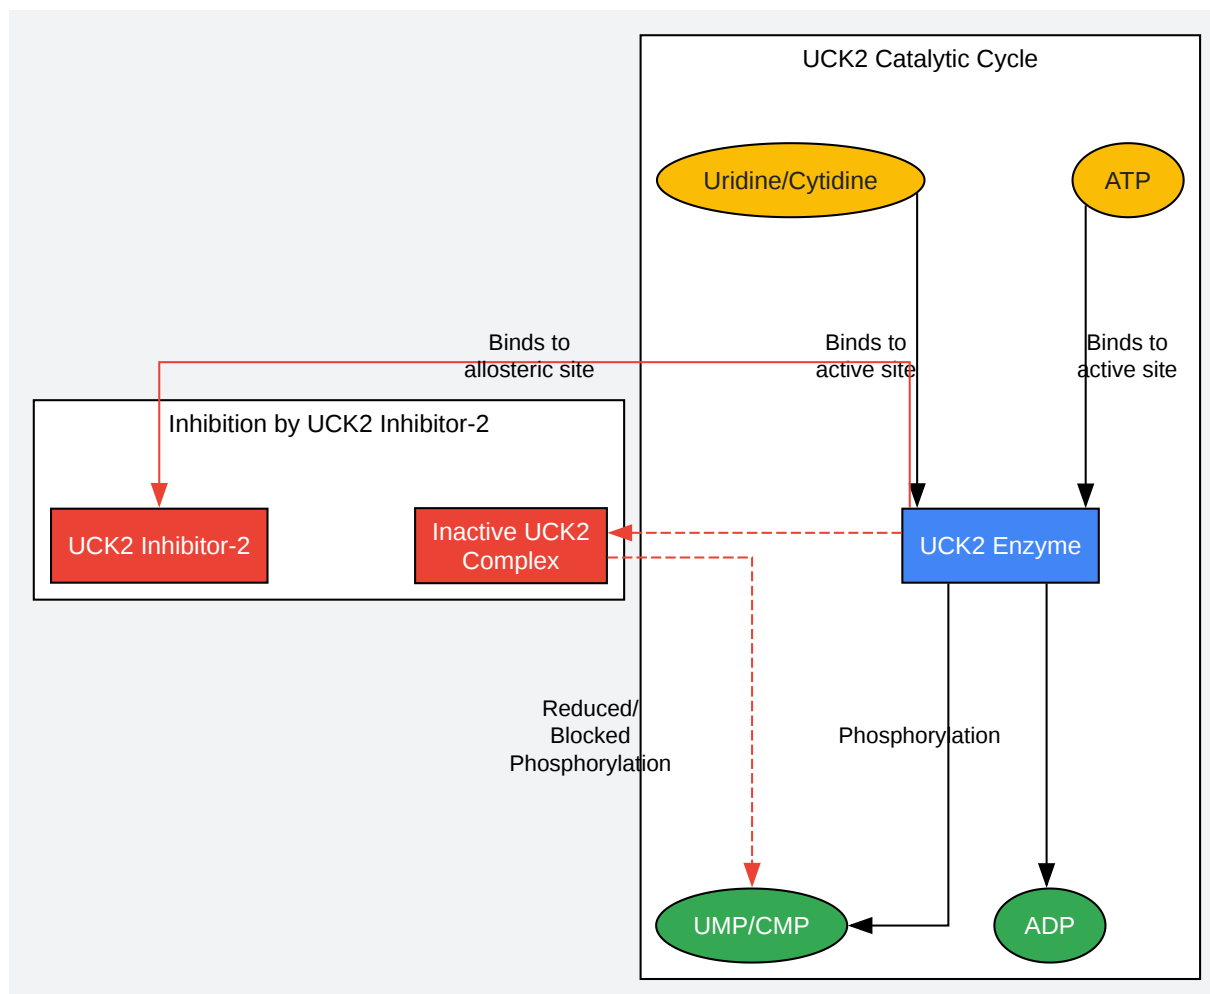 UCK2 Catalytic Cycle
Uridine/Cytidine
ATP
Binds to
allosteric site
Binds to
active site
Binds to
active site
Inhibition by UCK2 Inhibitor-2
UCK2 Inhibitor-2
Inactive UCK2
Complex
UCK2 Enzyme
Reduced/
Blocked
Phosphorylation
Phosphorylation
UMP/CMP
ADP